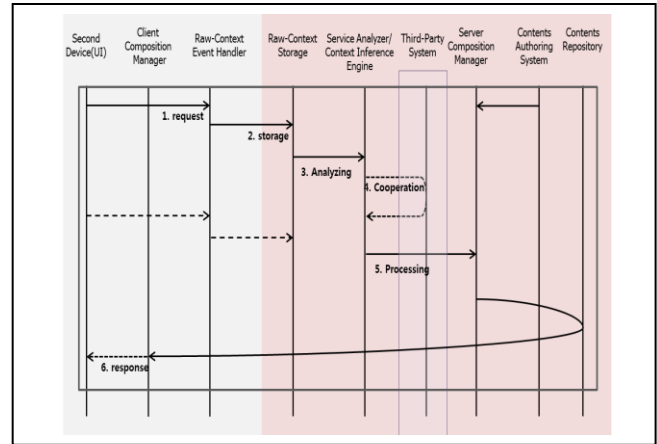 Second
Device(UI)
Client
Composition
Manager
Raw-Context
Event Handler
Raw-Context
Storage
Service Analyzer/
Context Inference
Engine
Third-Party
System
Server
Composition
Manager
Contents
Authoring
System
Contents
Repository
1. request
2. storage
3. Analyzing
4. Cooperation
5. Processing
6. response